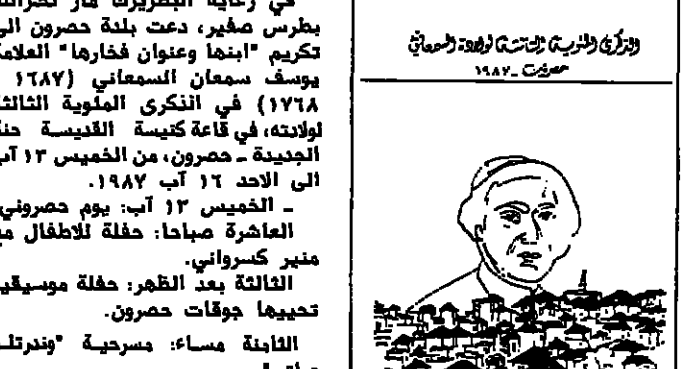 في رعاية البطريرك مار نصرالله
بطرس صفير، دعت بلدة حصرون الى
تكريم "ابنها وعنوان فخارها" العلامة
يوسف سمعان السمعاني (١٦٨٧
١٧٦٨) في الذكرى المئوية الثالثة
لولادته، في قاعة كنيسة القديسة حنة
الجديدة ـ حصرون، من الخميس ١٣ آب
الى الاحد ١٦ آب ١٩٨٧.
ـ الخميس ١٣ آب: يوم حصروني
العاشرة صباحا: حفلة للاطفال مع
منير كسرواني.
الثالثة بعد الظهر: حفلة موسيقية
تحييها جوقات حصرون.
الثامنة مساء: مسرحية
الذكرى المئوية الثالثة لولادة السمعاني
حصرون ـ ١٩٨٧